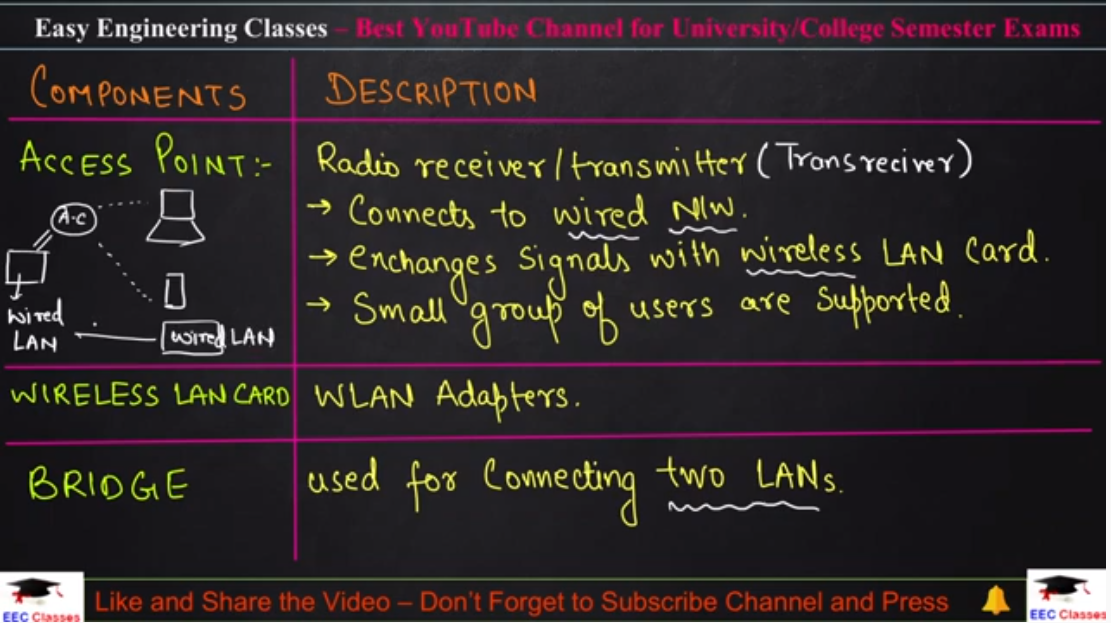 Easy Engineering Classes – Best YouTube Channel for University/College Semester Exams
COMPONENTS
DESCRIPTION
ACCESS POINT:-
Radio receiver/transmitter (Transreciver)
→ Connects to wired N/W.
→ enchanges signals with wireless LAN Card.
→ Small group of users are supported.
A.C
wired
LAN
wired LAN
WIRELESS LAN CARD
WLAN Adapters.
BRIDGE
used for Connecting two LANs.
EEC Classes
Like and Share the Video – Don't Forget to Subscribe Channel and Press
EEC Classes